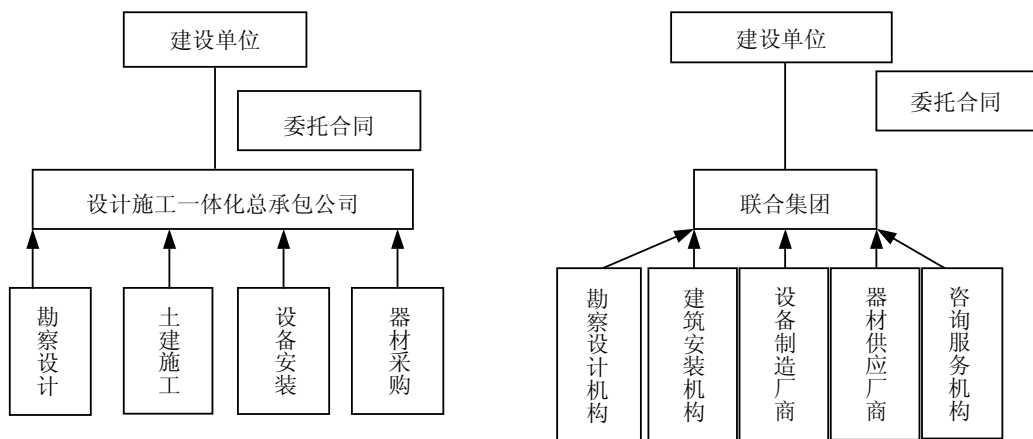 建设单位
委托合同
设计施工一体化总承包公司
勘察设计
土建施工
设备安装
器材采购
建设单位
委托合同
联合集团
勘察设计机构
建筑安装机构
设备制造厂商
器材供应厂商
咨询服务机构